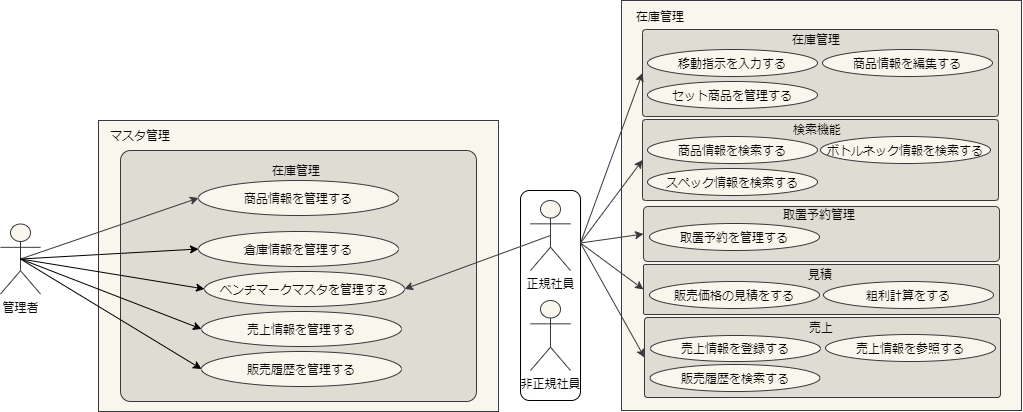 マスタ管理
在庫管理
商品情報を管理する
倉庫情報を管理する
ベンチマークマスタを管理する
売上情報を管理する
販売履歴を管理する
管理者
正規社員
非正規社員
在庫管理
在庫管理
移動指示を入力する
商品情報を編集する
セット商品を管理する
検索機能
商品情報を検索する
ボトルネック情報を検索する
スペック情報を検索する
取置予約管理
取置予約を管理する
見積
販売価格の見積をする
粗利計算をする
売上
売上情報を登録する
売上情報を参照する
販売履歴を検索する